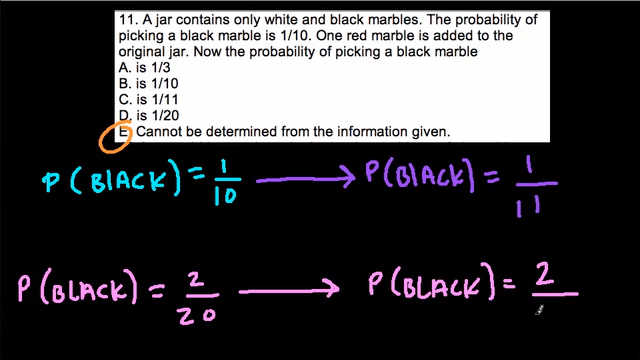 11. A jar contains only white and black marbles. The probability of
picking a black marble is 1/10. One red marble is added to the
original jar. Now the probability of picking a black marble
A. is 1/3
B. is 1/10
C. is 1/11
D. is 1/20
E. Cannot be determined from the information given.
P(BLACK) = 1/10 → P(BLACK) = 1/11
P(BLACK) = 2/20 → P(BLACK) = 2/